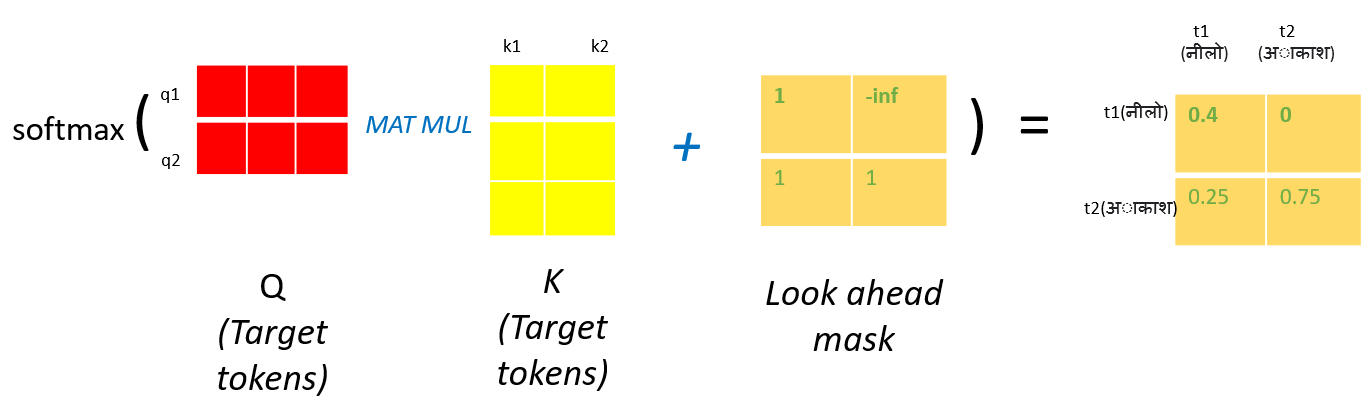 k1 k2
q1
q2
softmax ( MAT MUL + ) =
1 -inf
1 1
t1 t2
(नीलो) (अाकाश)
t1(नीलो) 0.4 0
t2(अाकाश) 0.25 0.75
Q
(Target
tokens)
K
(Target
tokens)
Look ahead
mask